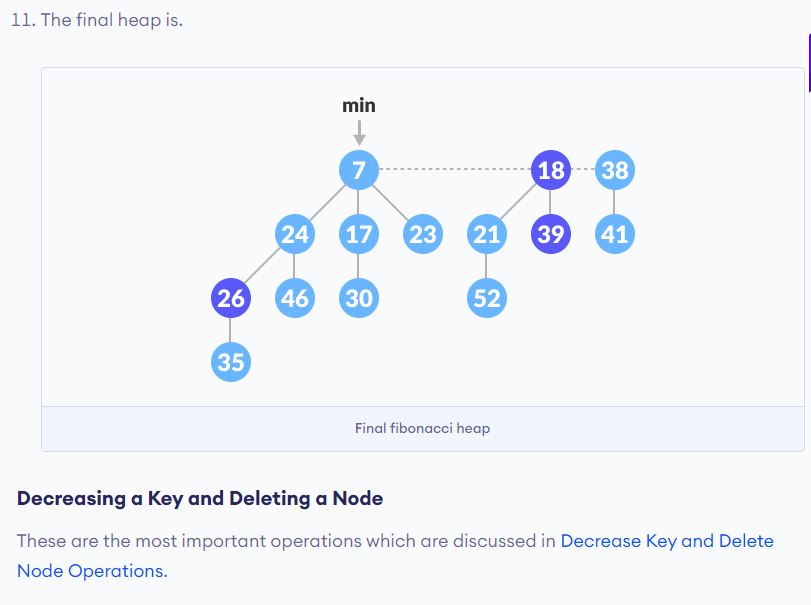 11. The final heap is.
min
7 18 38
24 17 23 21 39 41
26 46 30 52
35
Final fibonacci heap
Decreasing a Key and Deleting a Node
These are the most important operations which are discussed in Decrease Key and Delete
Node Operations.